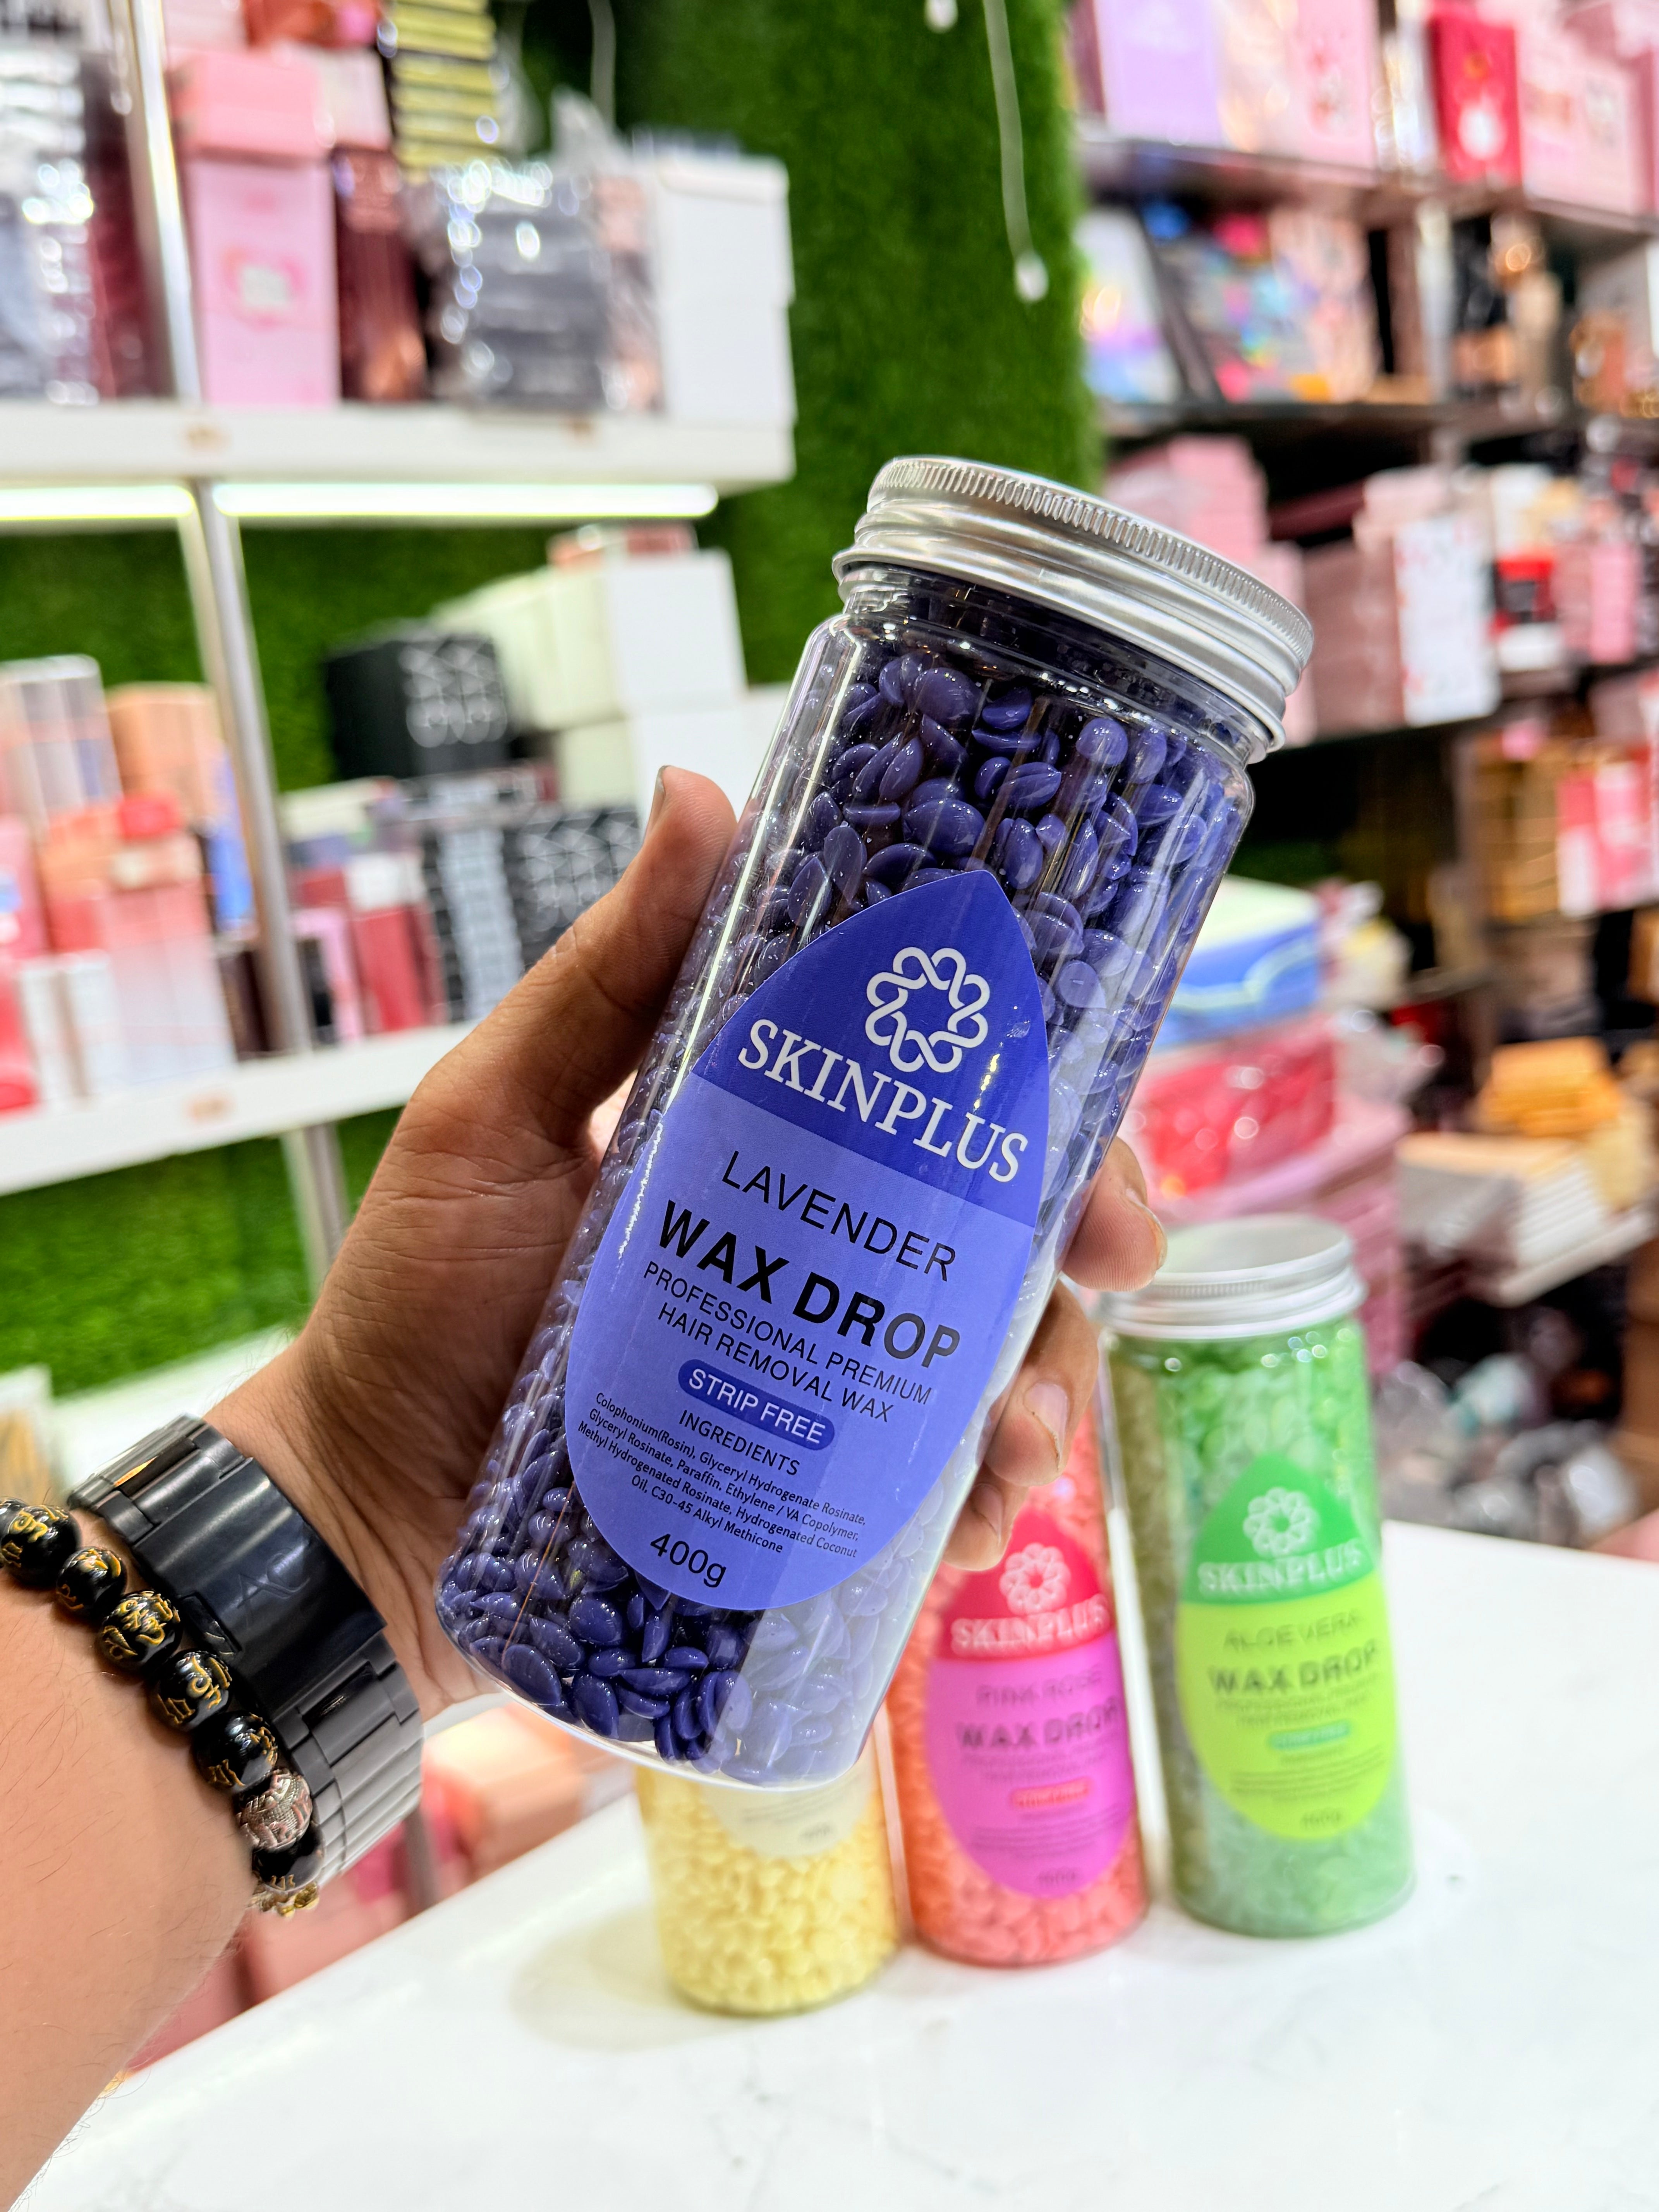 SKINPLUS
LAVENDER
WAX DROP
PROFESSIONAL PREMIUM
HAIR REMOVAL WAX
STRIP FREE
INGREDIENTS
Colophonium(Rosin), Glyceryl Hydrogenate Rosinate,
Glyceryl Rosinate, Paraffin, Ethylene / VA Copolymer,
Methyl Hydrogenated Rosinate, Hydrogenated Coconut
Oil, C30-45 Alkyl Methicone
400g
SKINPLUS
PINK ROSE
WAX DROP
SKINPLUS
ALOE VERA
WAX DROP